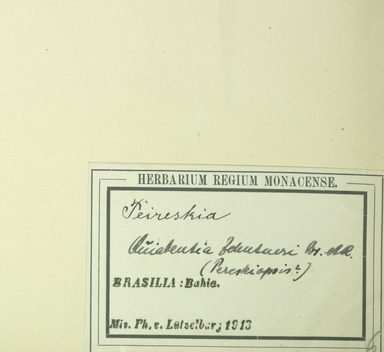 HERBARIUM REGIUM MONACENSE.
Peireskia
Quiabentia Zehntneri Br. et R.
(Pereskiopsis?)
BRASILIA: Bahia.
Mis. Ph. v. Lützelburg 1913